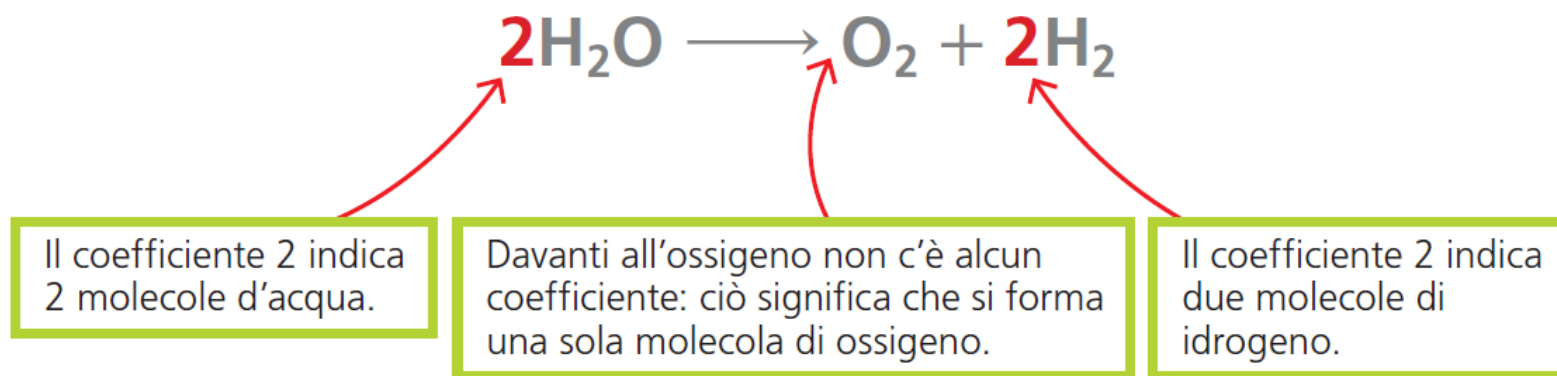 2H₂O ⟶ O₂ + 2H₂
Il coefficiente 2 indica
2 molecole d'acqua.
Davanti all'ossigeno non c'è alcun
coefficiente: ciò significa che si forma
una sola molecola di ossigeno.
Il coefficiente 2 indica
due molecole di
idrogeno.